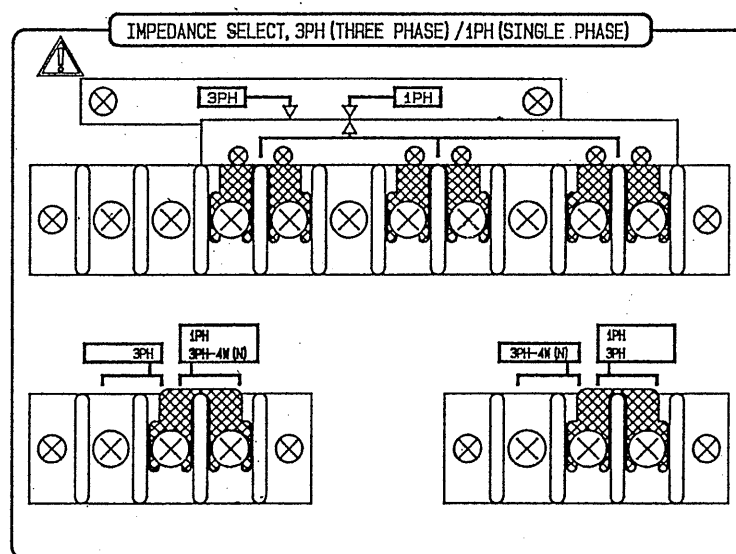 IMPEDANCE SELECT, 3PH (THREE PHASE) /1PH (SINGLE PHASE)
3PH
1PH
3PH
1PH
3PH-4W (N)
3PH-4W (N)
1PH
3PH